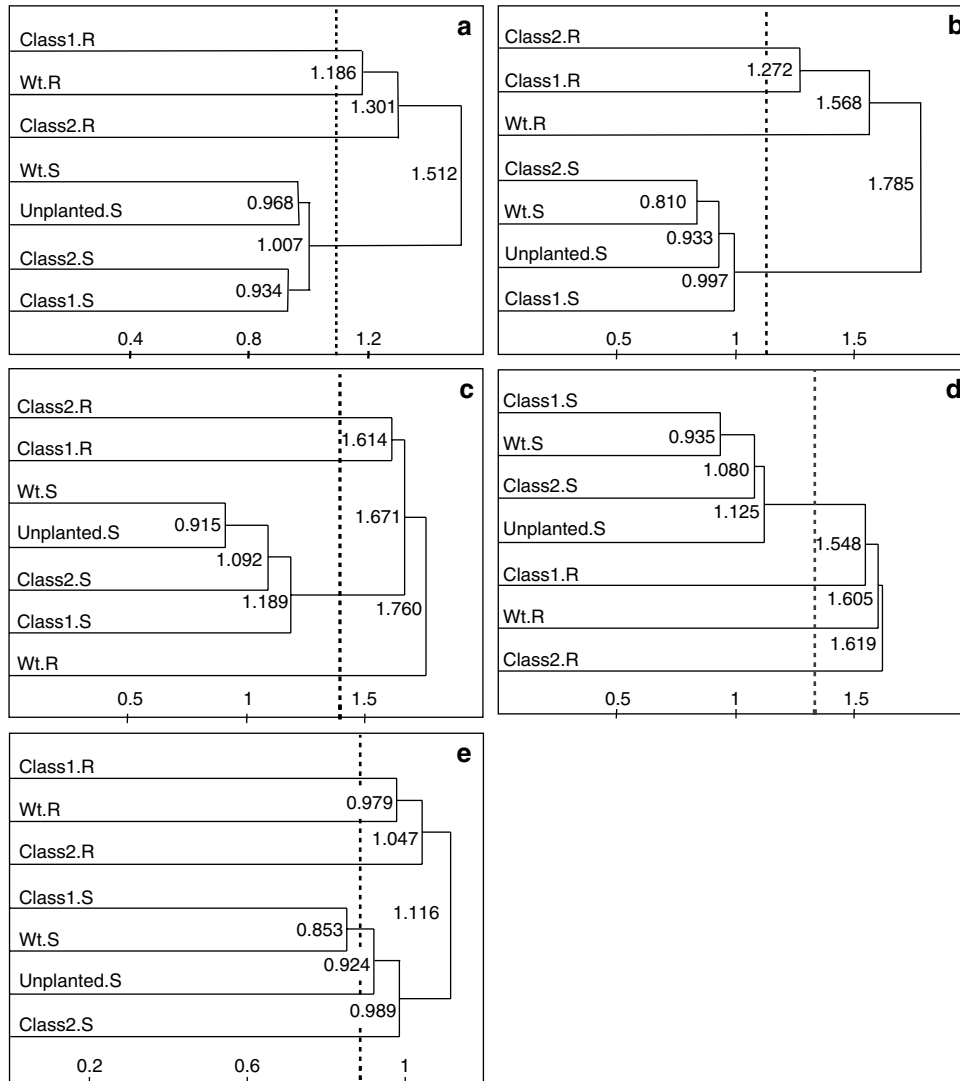 a
Class1.R
1.186
Wt.R
1.301
Class2.R
Wt.S
1.512
0.968
Unplanted.S
1.007
Class2.S
0.934
Class1.S
0.4 0.8 1.2
b
Class2.R
1.272
Class1.R
1.568
Wt.R
Class2.S
1.785
0.810
Wt.S
0.933
Unplanted.S
0.997
Class1.S
0.5 1 1.5
c
Class2.R
1.614
Class1.R
Wt.S
1.671
0.915
Unplanted.S
1.092
Class2.S
1.189
1.760
Class1.S
Wt.R
0.5 1 1.5
d
Class1.S
0.935
Wt.S
1.080
Class2.S
1.125
Unplanted.S
1.548
Class1.R
1.605
Wt.R
1.619
Class2.R
0.5 1 1.5
e
Class1.R
0.979
Wt.R
1.047
Class2.R
Class1.S
1.116
0.853
Wt.S
0.924
Unplanted.S
0.989
Class2.S
0.2 0.6 1